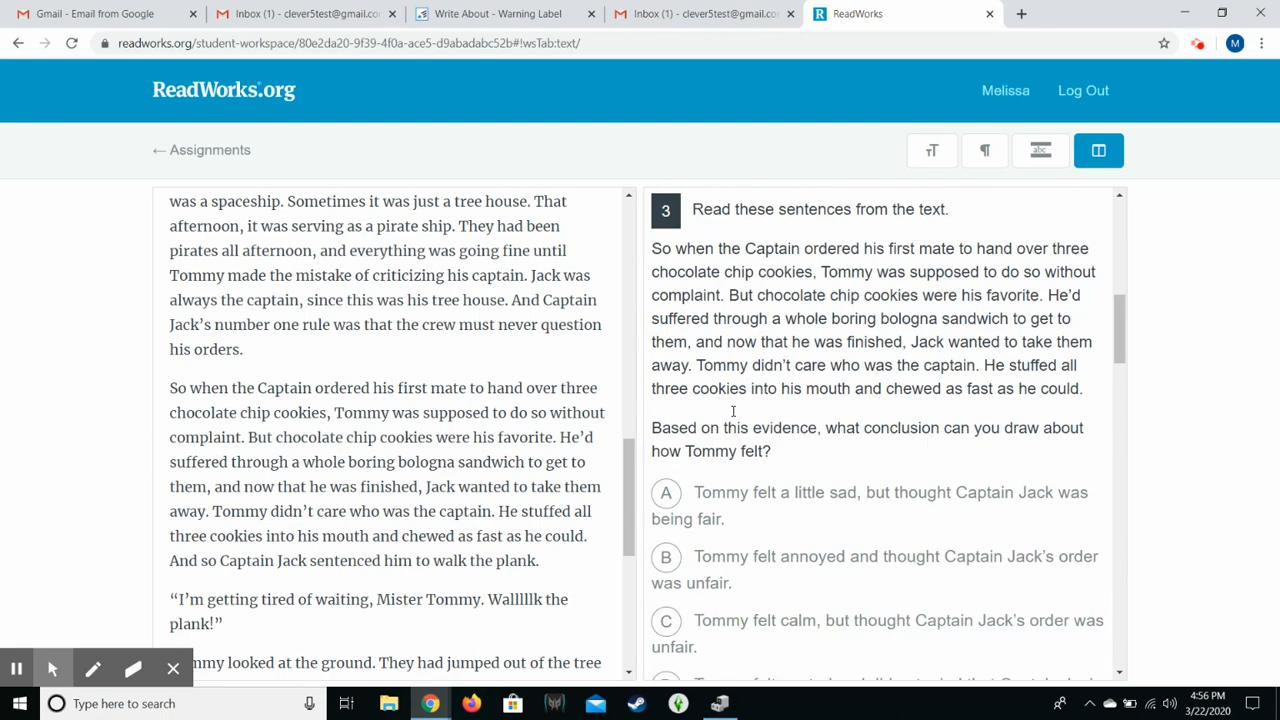 Gmail - Email from Google
Inbox (1) - clever5test@gmail.co
Write About - Warning Label
Inbox (1) - clever5test@gmail.co
ReadWorks
readworks.org/student-workspace/80e2da20-9f39-4f0a-ace5-d9abadabc52b#!wsTab:text/
ReadWorks.org
Melissa
Log Out
← Assignments
abc
was a spaceship. Sometimes it was just a tree house. That
afternoon, it was serving as a pirate ship. They had been
pirates all afternoon, and everything was going fine until
Tommy made the mistake of criticizing his captain. Jack was
always the captain, since this was his tree house. And Captain
Jack's number one rule was that the crew must never question
his orders.
So when the Captain ordered his first mate to hand over three
chocolate chip cookies, Tommy was supposed to do so without
complaint. But chocolate chip cookies were his favorite. He'd
suffered through a whole boring bologna sandwich to get to
them, and now that he was finished, Jack wanted to take them
away. Tommy didn't care who was the captain. He stuffed all
three cookies into his mouth and chewed as fast as he could.
And so Captain Jack sentenced him to walk the plank.
"I'm getting tired of waiting, Mister Tommy. Walllllk the
plank!"
mmy looked at the ground. They had jumped out of the tree
3 Read these sentences from the text.
So when the Captain ordered his first mate to hand over three
chocolate chip cookies, Tommy was supposed to do so without
complaint. But chocolate chip cookies were his favorite. He'd
suffered through a whole boring bologna sandwich to get to
them, and now that he was finished, Jack wanted to take them
away. Tommy didn't care who was the captain. He stuffed all
three cookies into his mouth and chewed as fast as he could.
Based on this evidence, what conclusion can you draw about
how Tommy felt?
A Tommy felt a little sad, but thought Captain Jack was
being fair.
B Tommy felt annoyed and thought Captain Jack's order
was unfair.
C Tommy felt calm, but thought Captain Jack's order was
unfair.
Type here to search
4:56 PM
3/22/2020